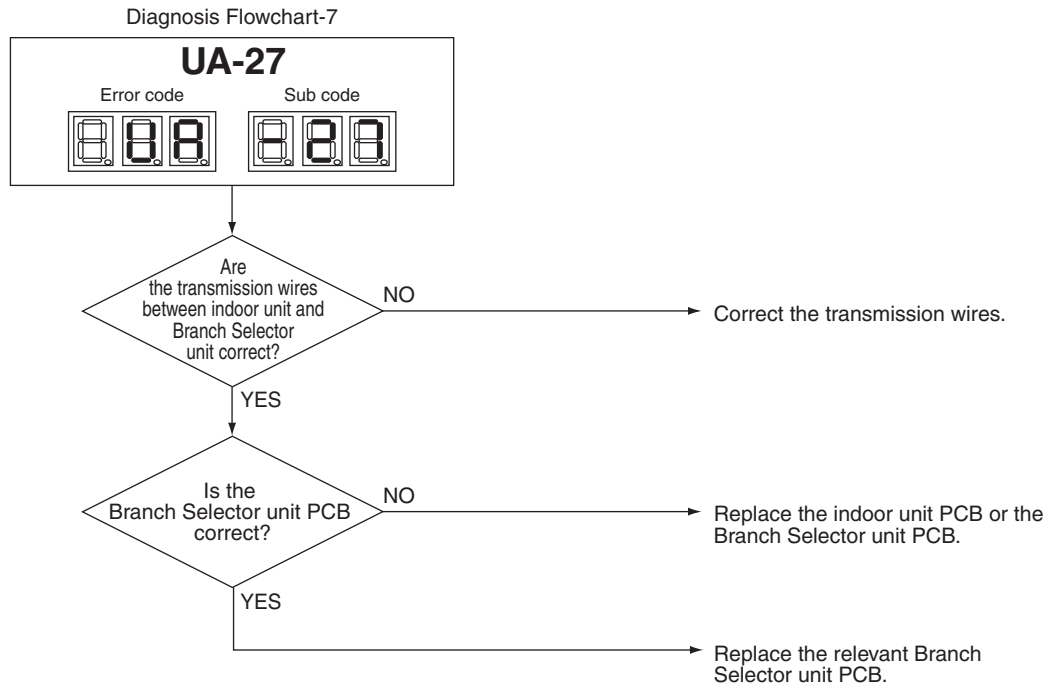 Diagnosis Flowchart-7
UA-27
Error code
Sub code
UA
-27
Are
the transmission wires
between indoor unit and
Branch Selector
unit correct?
NO
Correct the transmission wires.
YES
Is the
Branch Selector unit PCB
correct?
NO
Replace the indoor unit PCB or the
Branch Selector unit PCB.
YES
Replace the relevant Branch
Selector unit PCB.